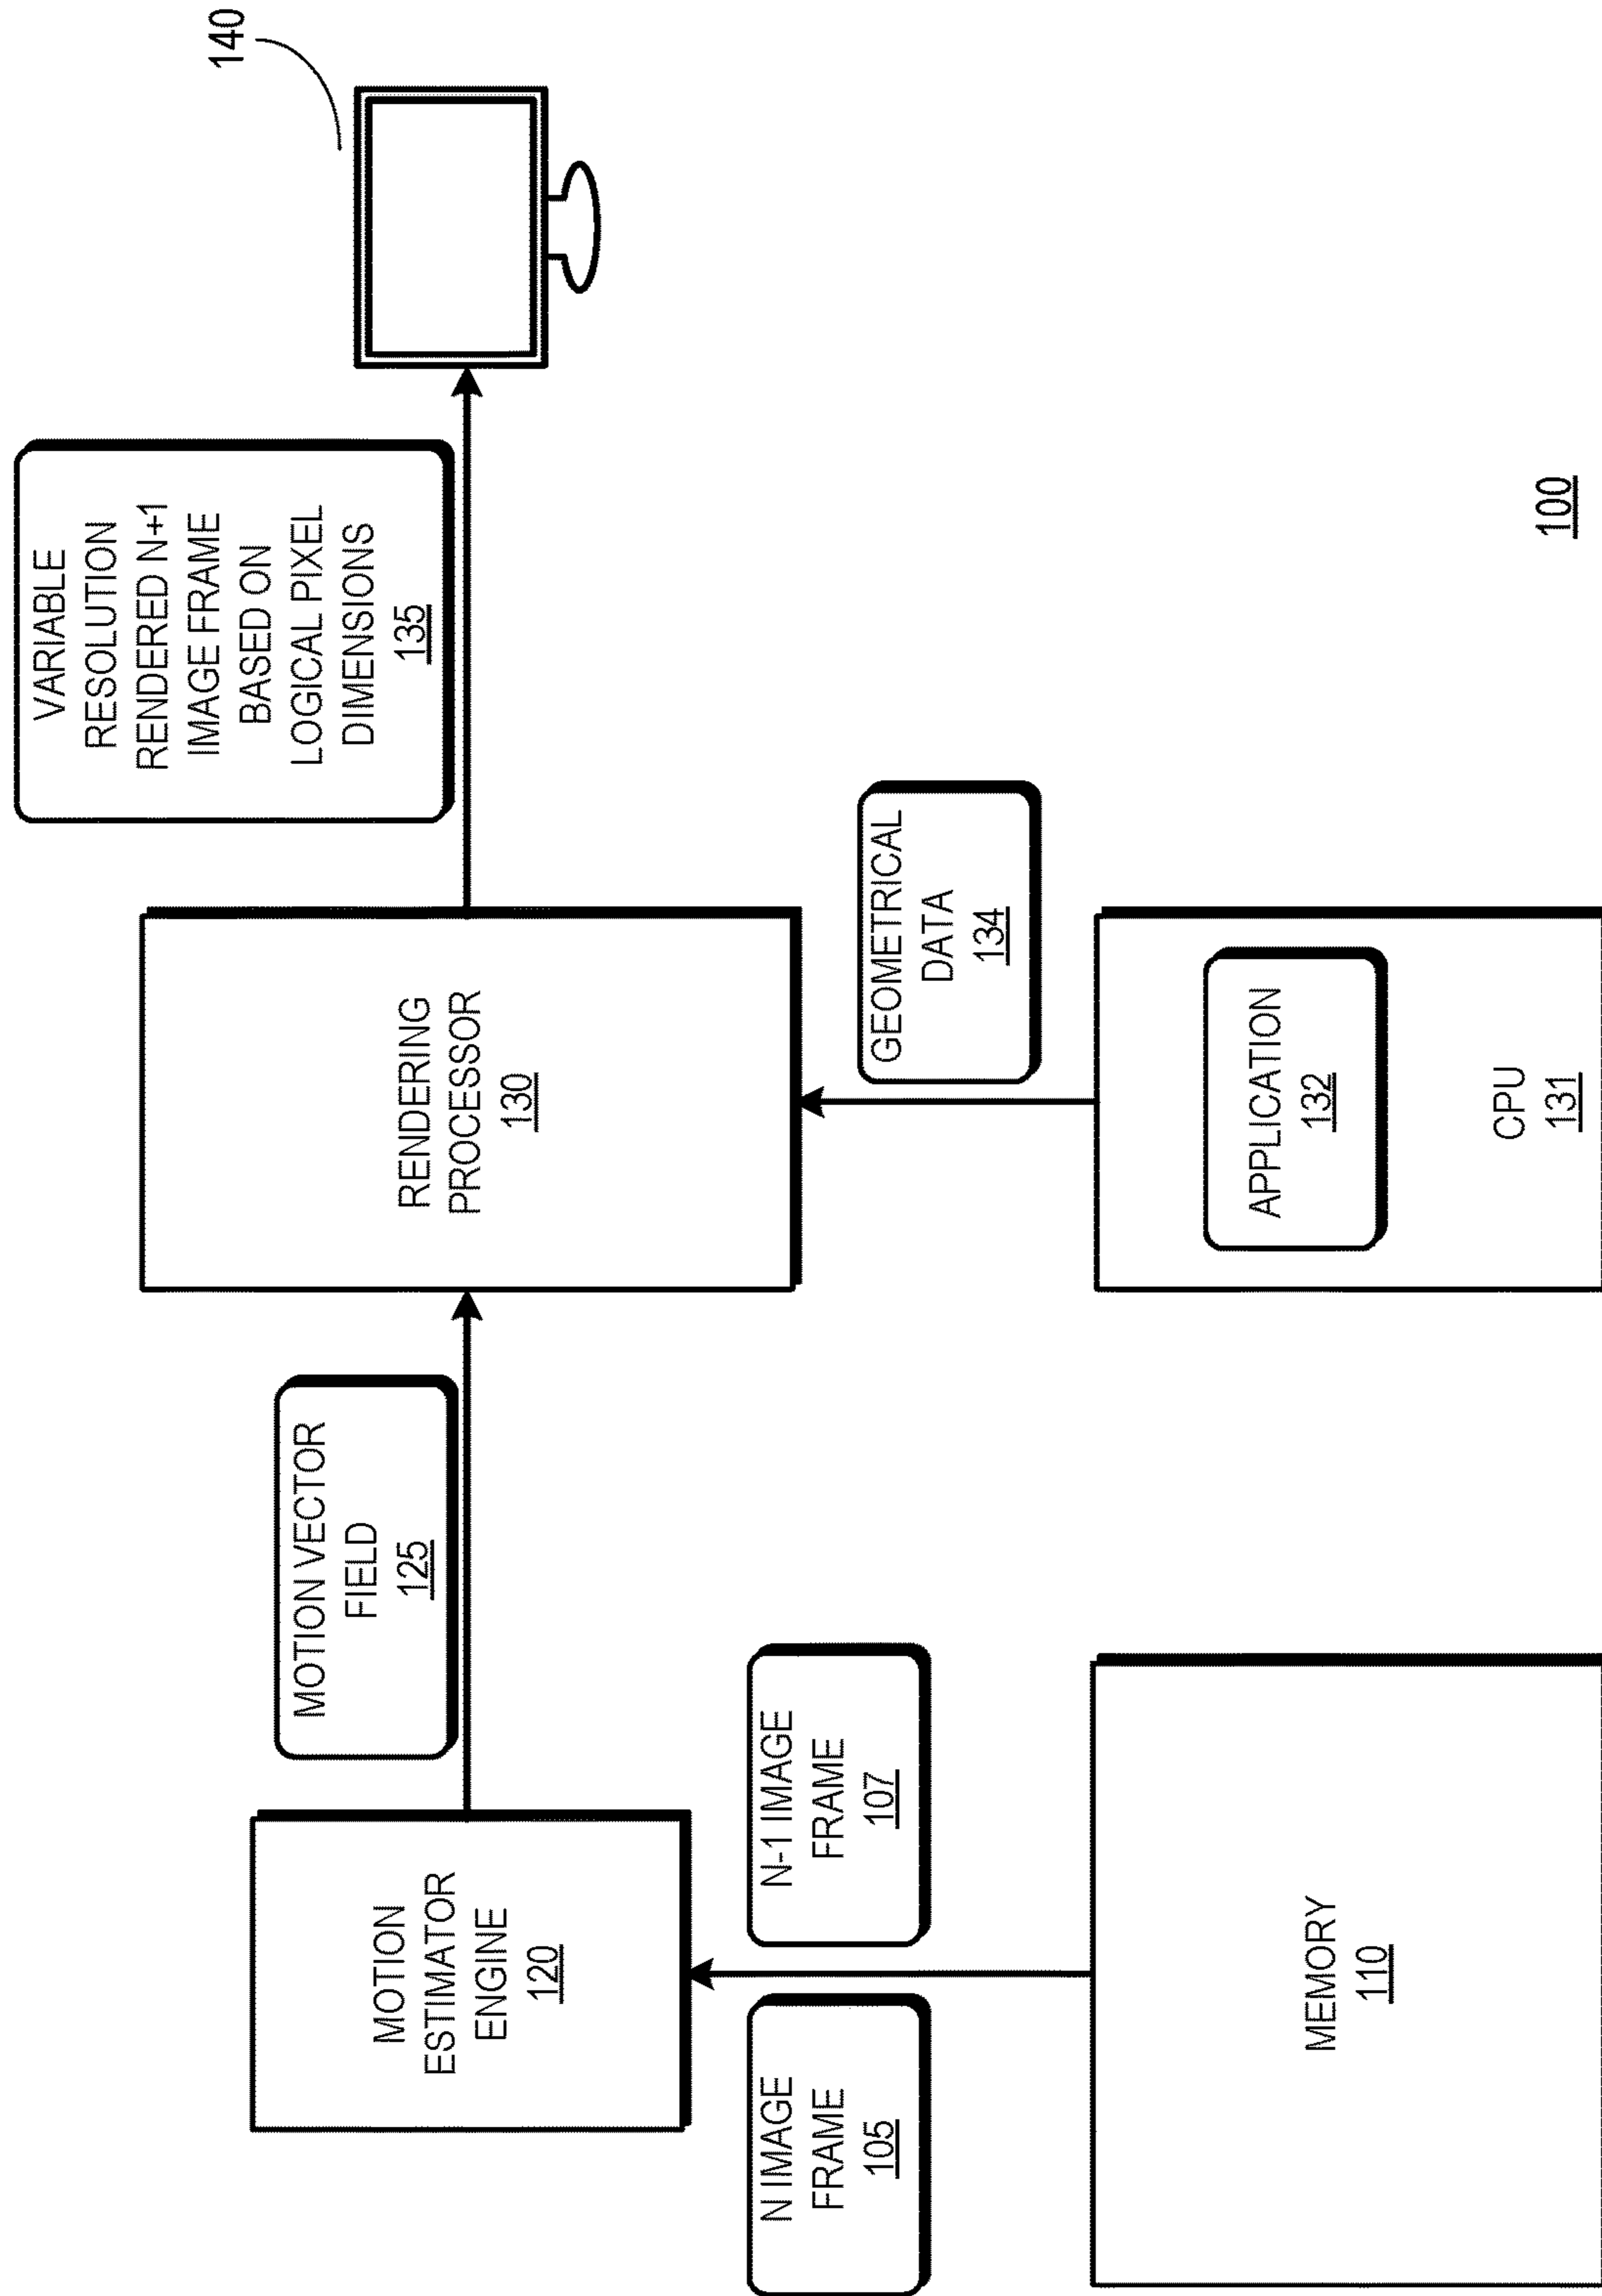 MOTION
ESTIMATOR
ENGINE
120
MOTION VECTOR
FIELD
125
RENDERING
PROCESSOR
130
VARIABLE
RESOLUTION
RENDERED N+1
IMAGE FRAME
BASED ON
LOGICAL PIXEL
DIMENSIONS
135
140
N IMAGE
FRAME
105
N-1 IMAGE
FRAME
107
GEOMETRICAL
DATA
134
MEMORY
110
APPLICATION
132
CPU
131
100